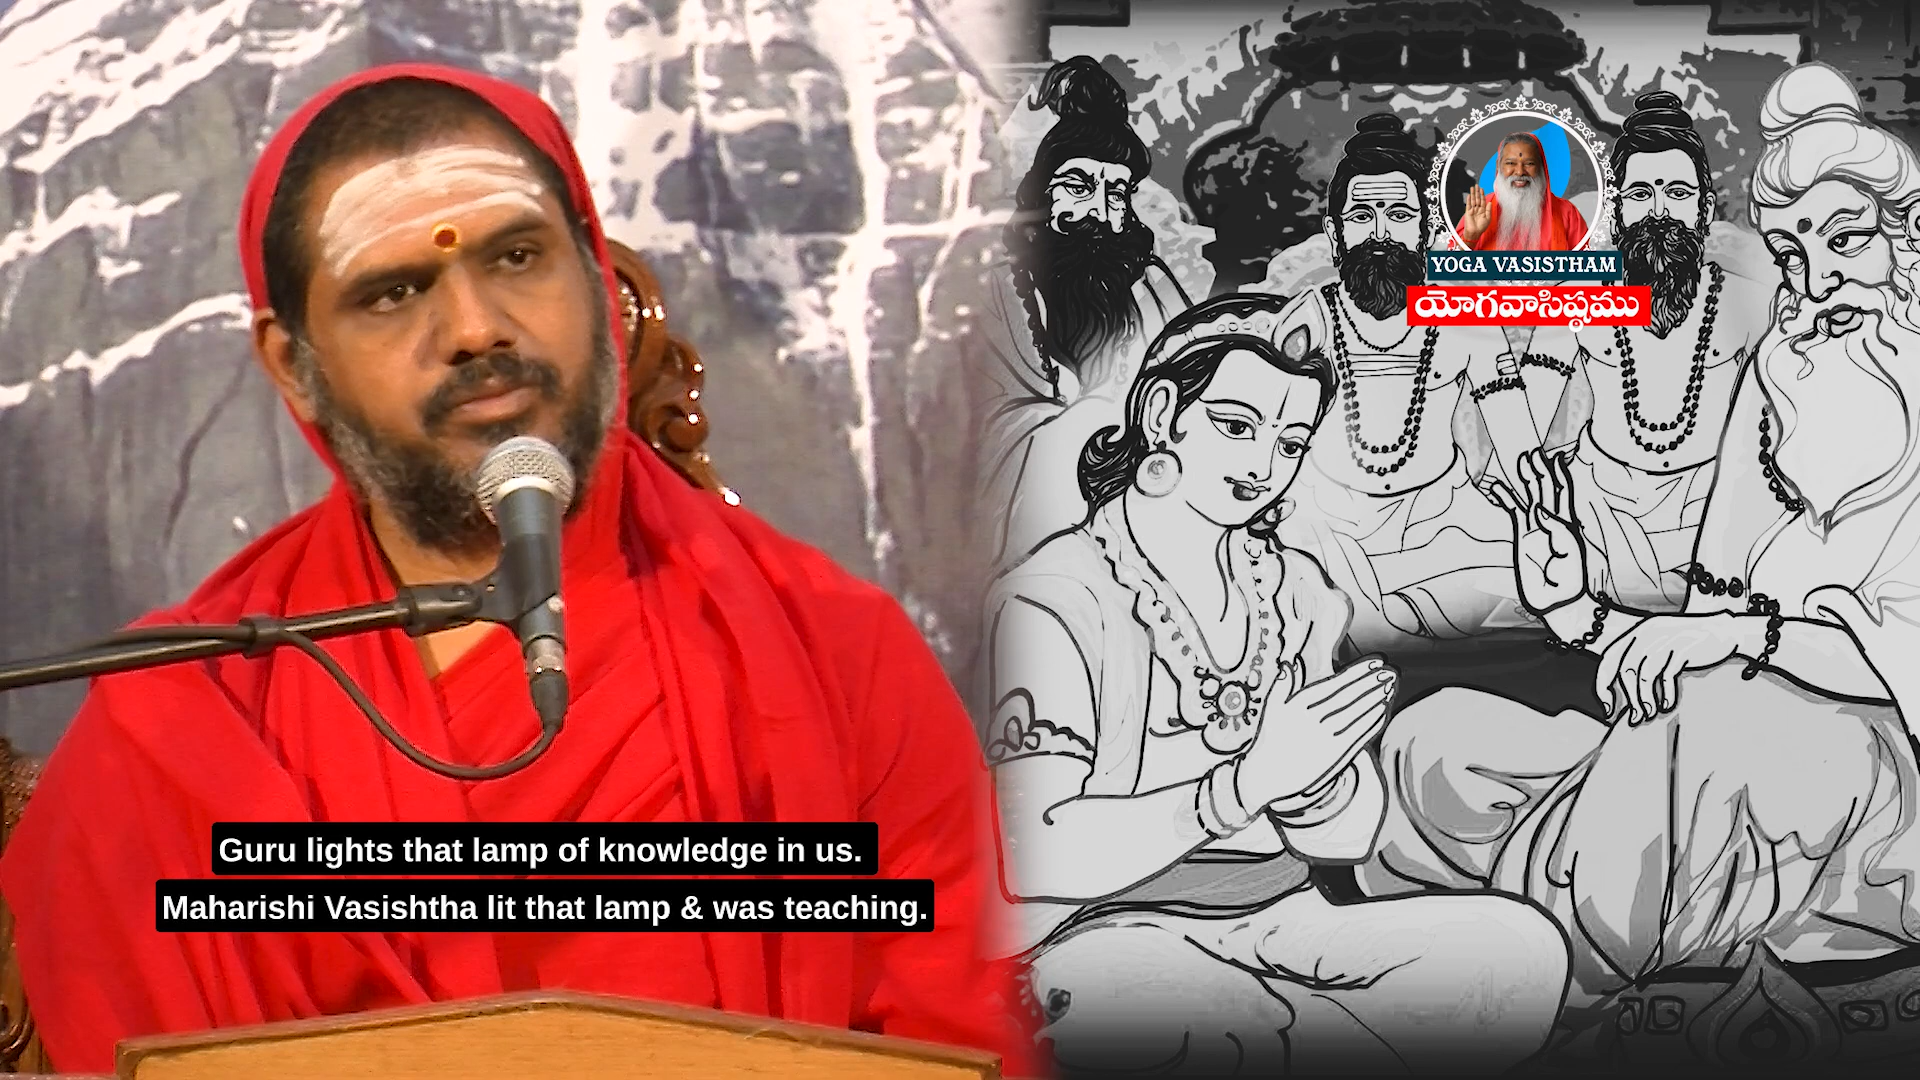 YOGA VASISTHAM
యోగవాసిష్ఠము
Guru lights that lamp of knowledge in us.
Maharishi Vasishtha lit that lamp & was teaching.